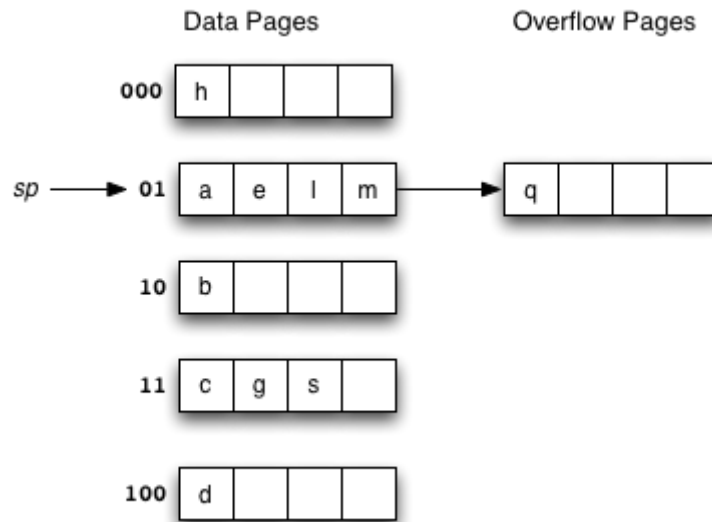 Data Pages Overflow Pages
000 h
sp 01 a e l m q
10 b
11 c g s
100 d